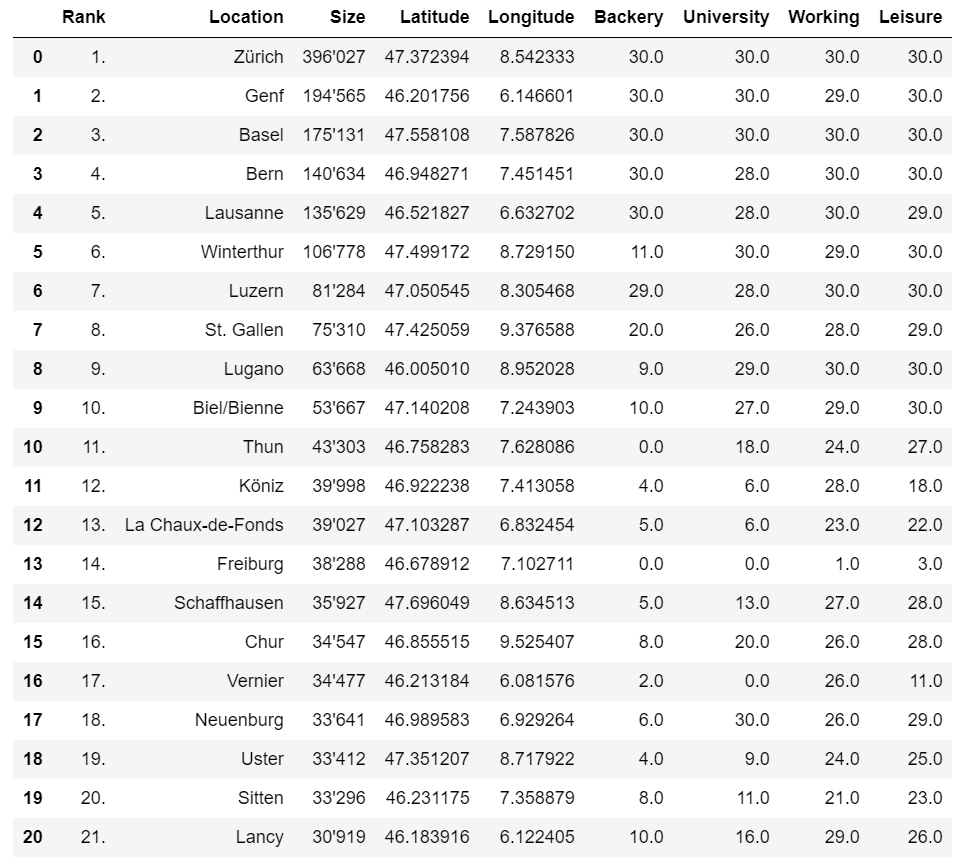 Rank Location Size Latitude Longitude Backery University Working Leisure
0 1. Zürich 396'027 47.372394 8.542333 30.0 30.0 30.0 30.0
1 2. Genf 194'565 46.201756 6.146601 30.0 30.0 29.0 30.0
2 3. Basel 175'131 47.558108 7.587826 30.0 30.0 30.0 30.0
3 4. Bern 140'634 46.948271 7.451451 30.0 28.0 30.0 30.0
4 5. Lausanne 135'629 46.521827 6.632702 30.0 28.0 30.0 29.0
5 6. Winterthur 106'778 47.499172 8.729150 11.0 30.0 29.0 30.0
6 7. Luzern 81'284 47.050545 8.305468 29.0 28.0 30.0 30.0
7 8. St. Gallen 75'310 47.425059 9.376588 20.0 26.0 28.0 29.0
8 9. Lugano 63'668 46.005010 8.952028 9.0 29.0 30.0 30.0
9 10. Biel/Bienne 53'667 47.140208 7.243903 10.0 27.0 29.0 30.0
10 11. Thun 43'303 46.758283 7.628086 0.0 18.0 24.0 27.0
11 12. Köniz 39'998 46.922238 7.413058 4.0 6.0 28.0 18.0
12 13. La Chaux-de-Fonds 39'027 47.103287 6.832454 5.0 6.0 23.0 22.0
13 14. Freiburg 38'288 46.678912 7.102711 0.0 0.0 1.0 3.0
14 15. Schaffhausen 35'927 47.696049 8.634513 5.0 13.0 27.0 28.0
15 16. Chur 34'547 46.855515 9.525407 8.0 20.0 26.0 28.0
16 17. Vernier 34'477 46.213184 6.081576 2.0 0.0 26.0 11.0
17 18. Neuenburg 33'641 46.989583 6.929264 6.0 30.0 26.0 29.0
18 19. Uster 33'412 47.351207 8.717922 4.0 9.0 24.0 25.0
19 20. Sitten 33'296 46.231175 7.358879 8.0 11.0 21.0 23.0
20 21. Lancy 30'919 46.183916 6.122405 10.0 16.0 29.0 26.0